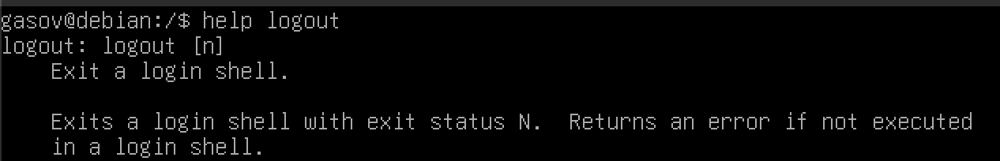 gasov@debian:/$ help logout
logout: logout [n]
    Exit a login shell.

    Exits a login shell with exit status N.  Returns an error if not executed
    in a login shell.